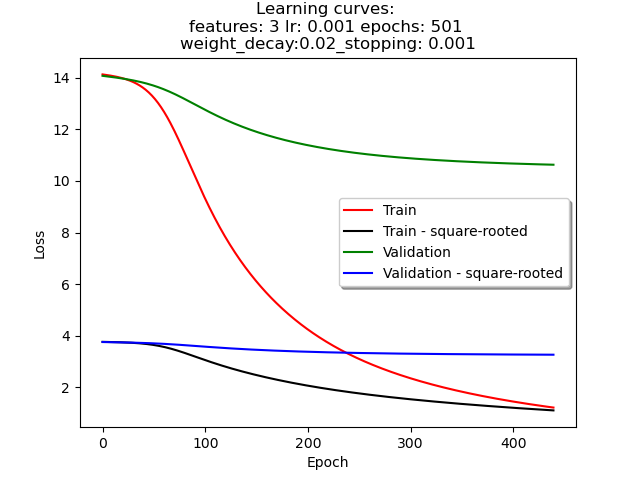 Learning curves:
features: 3 lr: 0.001 epochs: 501
weight_decay:0.02_stopping: 0.001
14
12
10
8
6
4
2
Loss
Train
Train - square-rooted
Validation
Validation - square-rooted
0
100
200
300
400
Epoch